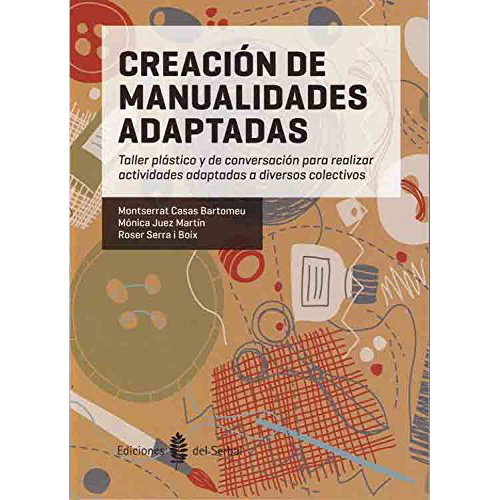 CREACIÓN DE
MANUALIDADES
ADAPTADAS
Taller plástico y de conversación para realizar
actividades adaptadas a diversos colectivos
Montserrat Casas Bartomeu
Mónica Juez Martín
Roser Serra i Boix
Ediciones del Serbal